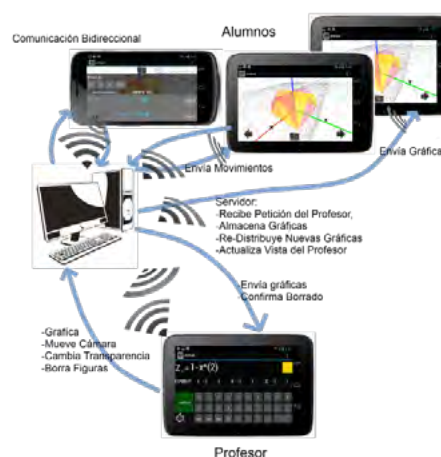 Alumnos
Comunicación Bidireccional
Envía Gráfica
Envía Movimientos
Servidor:
-Recibe Petición del Profesor,
-Almacena Gráficas
-Re-Distribuye Nuevas Gráficas
-Actualiza Vista del Profesor
-Envía gráficas
-Confirma Borrado
-Grafica
-Mueve Cámara
-Cambia Transparencia
-Borra Figuras
Z =1-x^(2)
Profesor